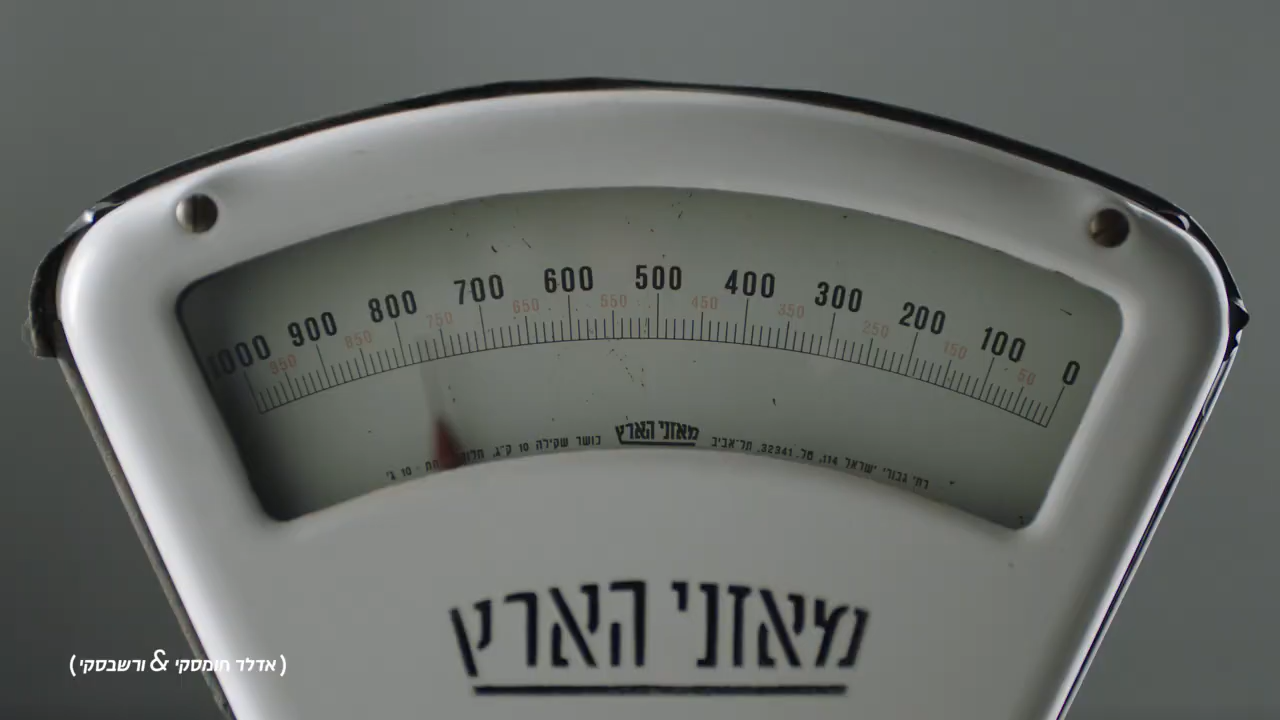 1000 900 800 700 600 500 400 300 200 100 0
950 850 750 650 550 450 350 250 150 50
מאזני הארץ
רח' גבורי ישראל 114, טל. 32341, תל־אביב
כושר שקילה 10 ק"ג, 10 ג'
מאזני הארץ
(אדלר חומסקי & ורשבסקי)